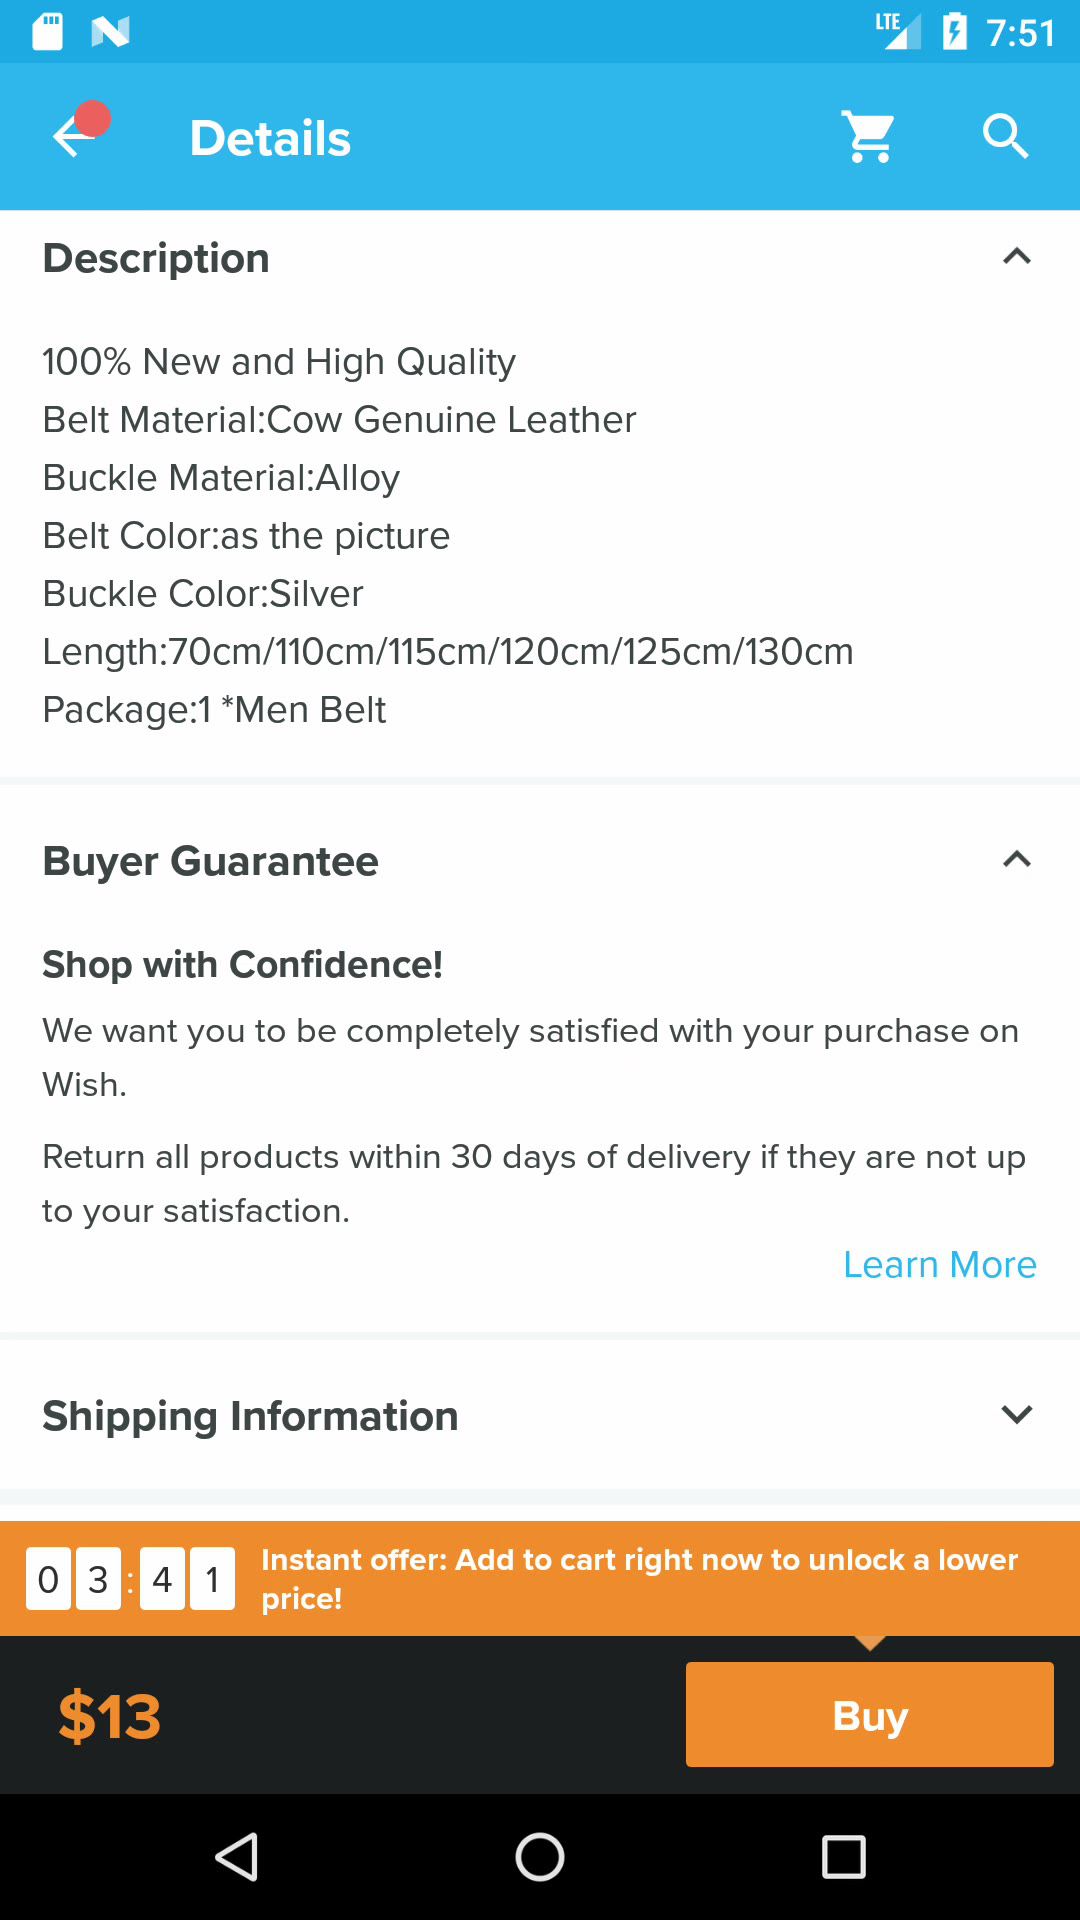 LTE 7:51
Details
Description
100% New and High Quality
Belt Material:Cow Genuine Leather
Buckle Material:Alloy
Belt Color:as the picture
Buckle Color:Silver
Length:70cm/110cm/115cm/120cm/125cm/130cm
Package:1 *Men Belt
Buyer Guarantee
Shop with Confidence!
We want you to be completely satisfied with your purchase on
Wish.
Return all products within 30 days of delivery if they are not up
to your satisfaction.
Learn More
Shipping Information
03:41 Instant offer: Add to cart right now to unlock a lower
price!
$13 Buy